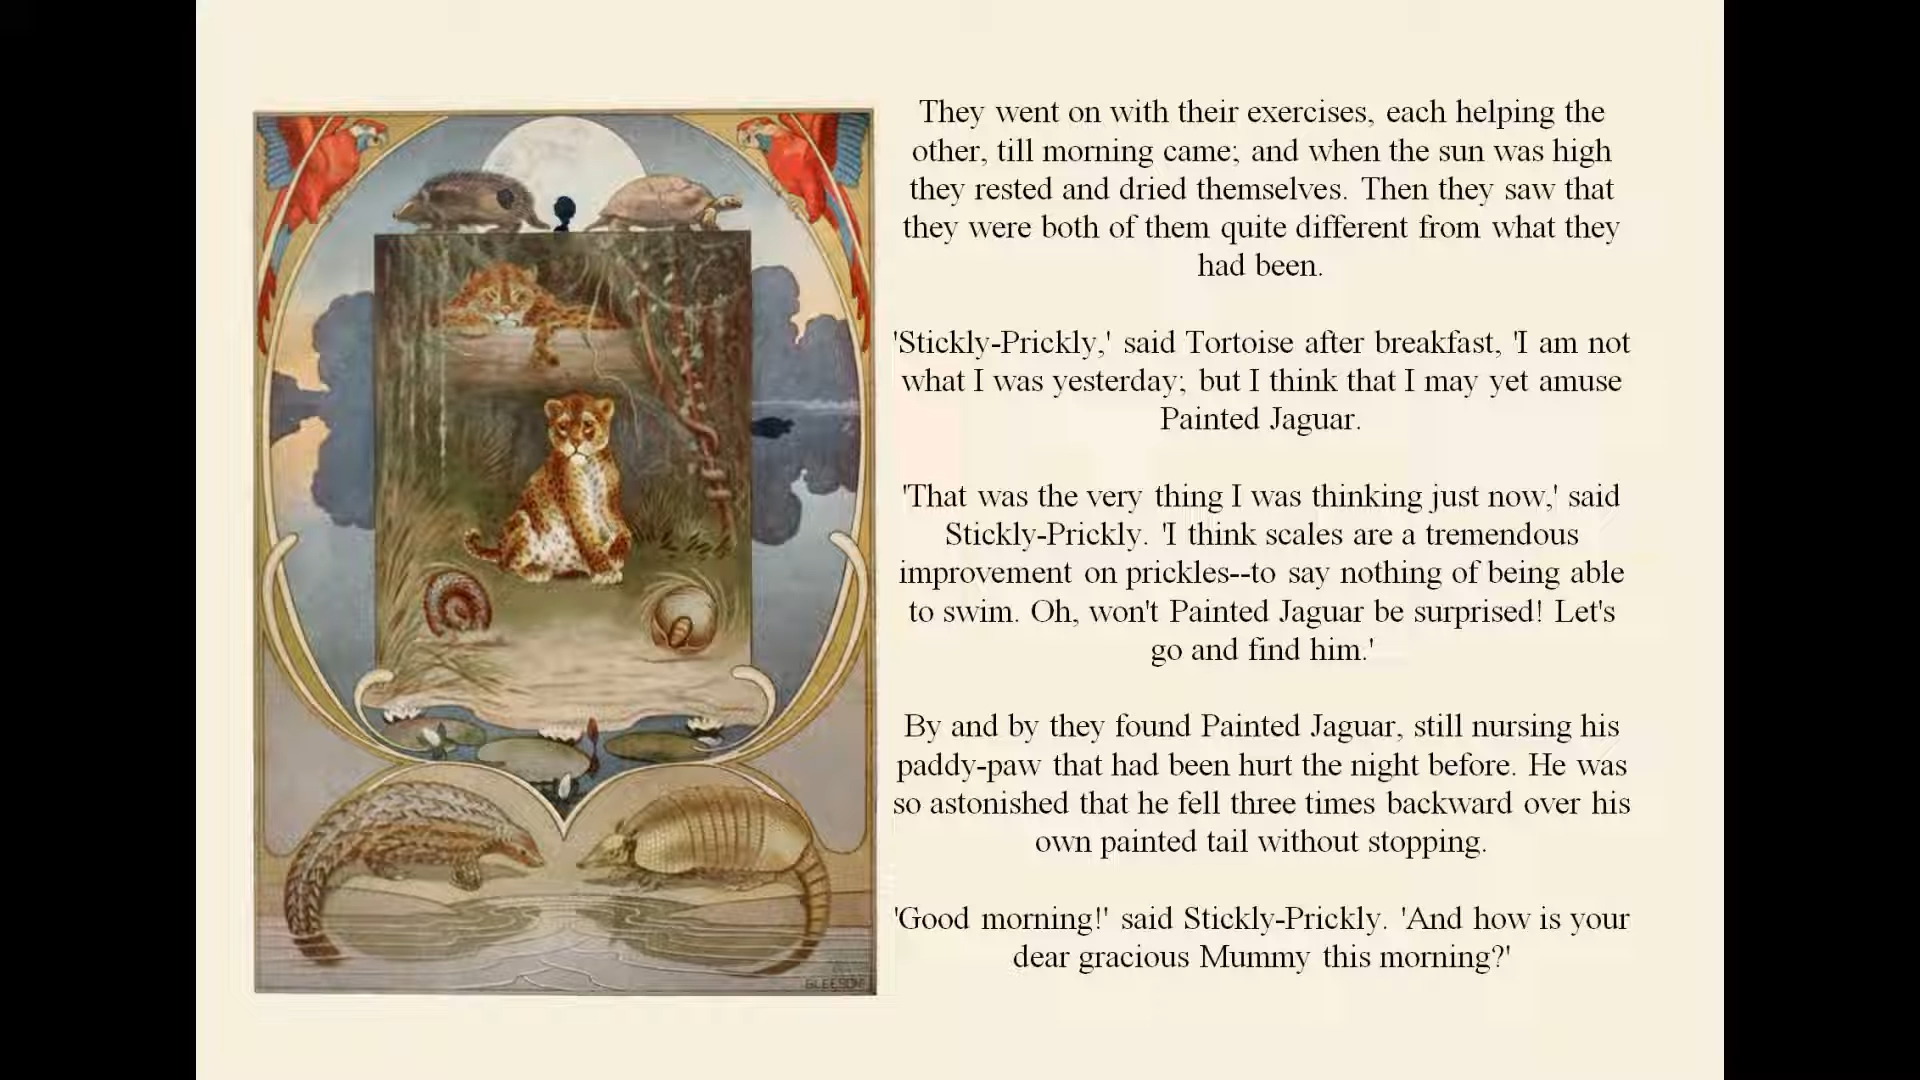 They went on with their exercises, each helping the
other, till morning came; and when the sun was high
they rested and dried themselves. Then they saw that
they were both of them quite different from what they
had been.
'Stickly-Prickly,' said Tortoise after breakfast, 'I am not
what I was yesterday; but I think that I may yet amuse
Painted Jaguar.
'That was the very thing I was thinking just now,' said
Stickly-Prickly. 'I think scales are a tremendous
improvement on prickles--to say nothing of being able
to swim. Oh, won't Painted Jaguar be surprised! Let's
go and find him.'
By and by they found Painted Jaguar, still nursing his
paddy-paw that had been hurt the night before. He was
so astonished that he fell three times backward over his
own painted tail without stopping.
'Good morning!' said Stickly-Prickly. 'And how is your
dear gracious Mummy this morning?'
GLEESON